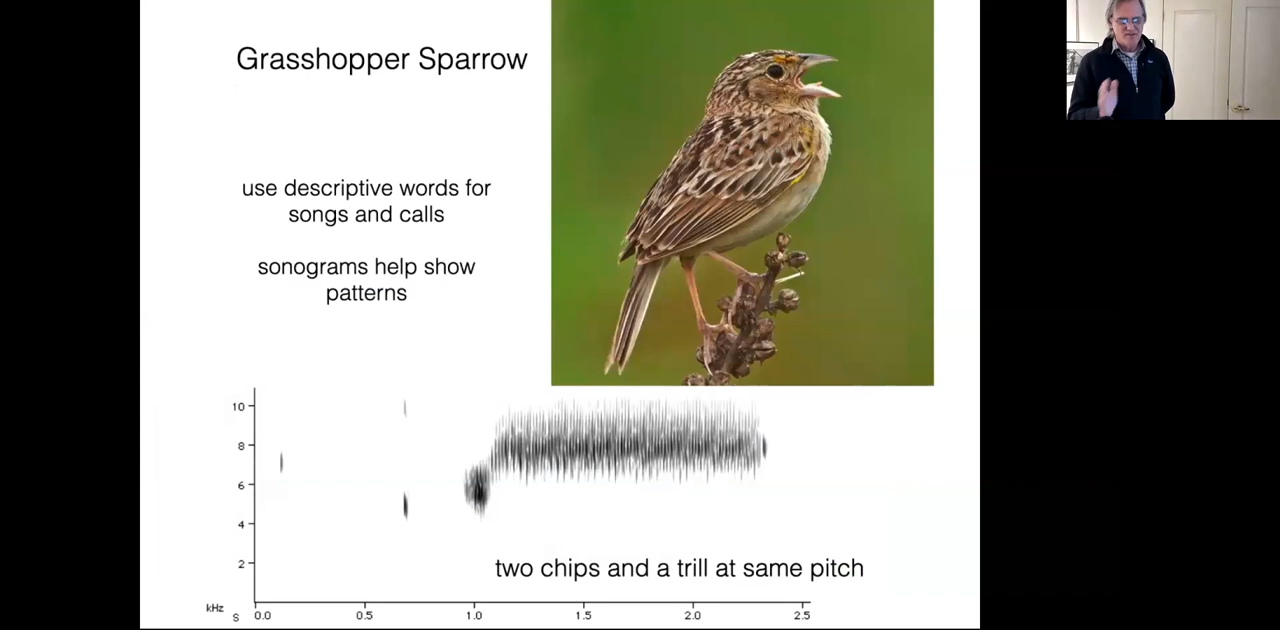 Grasshopper Sparrow
use descriptive words for
songs and calls
sonograms help show
patterns
10
8
6
4
2
two chips and a trill at same pitch
kHz
s
0.0
0.5
1.0
1.5
2.0
2.5